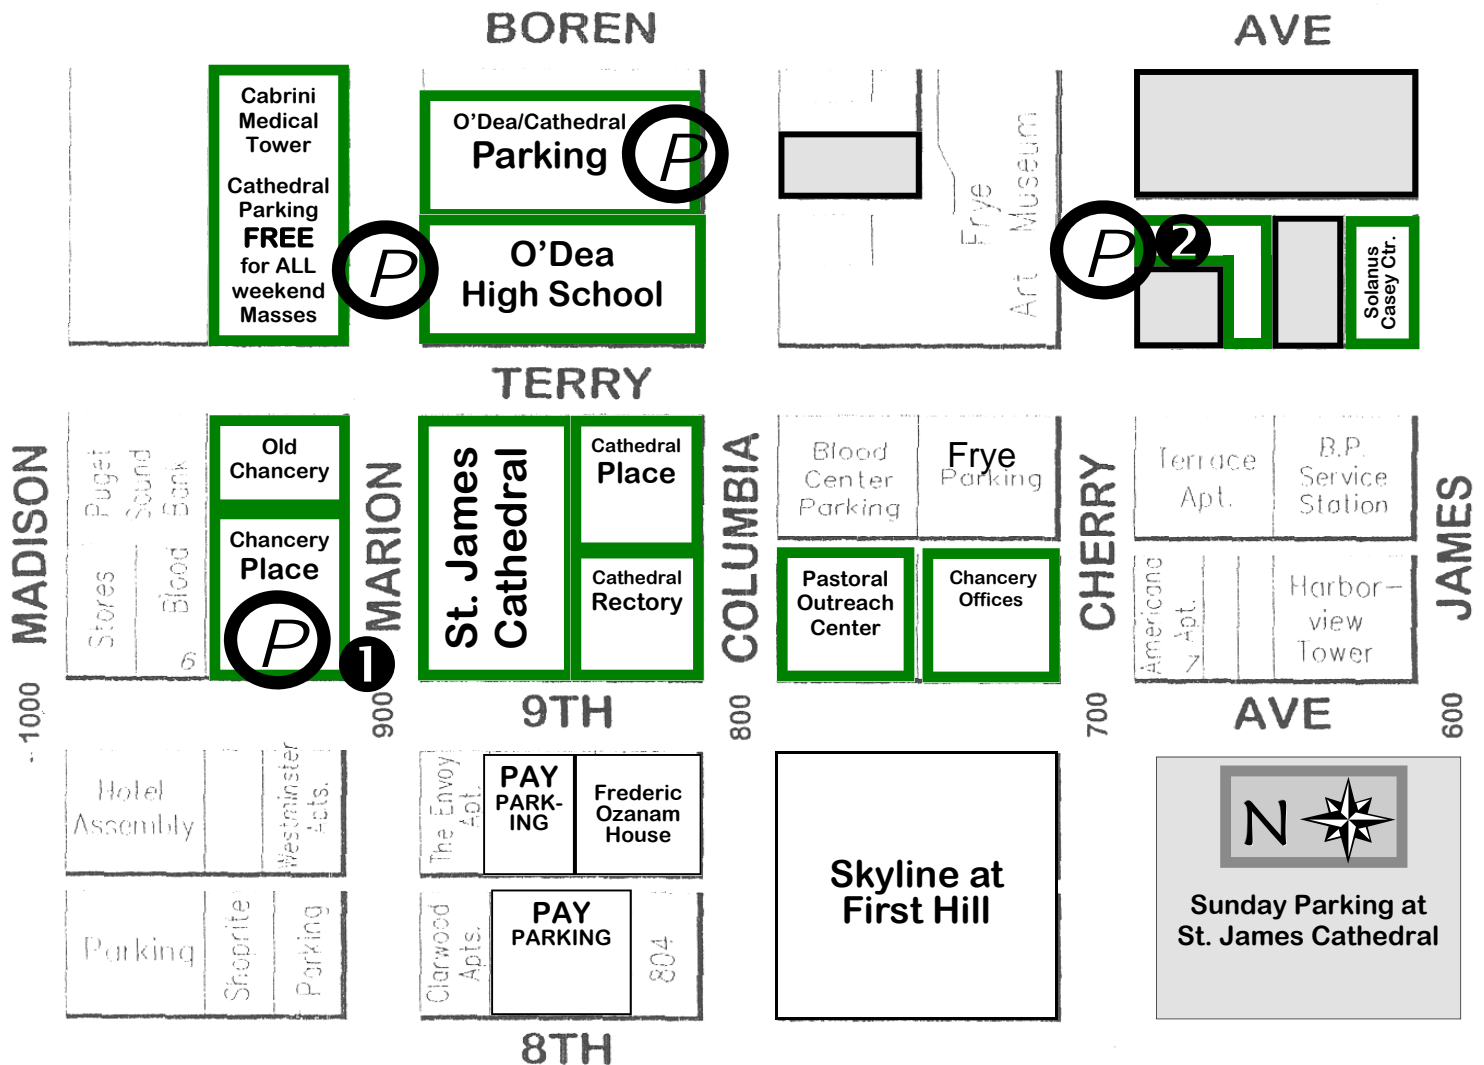 BOREN
AVE
Cabrini
Medical
Tower
Cathedral
Parking
FREE
for ALL
weekend
Masses
P
O'Dea/Cathedral
Parking
P
O'Dea
High School
Frye
Art Museum
P
2
Solanus
Casey Ctr.
TERRY
MADISON
Puget
Sound
Blood
Bank
Stores
6
Old
Chancery
Chancery
Place
P
1
MARION
St. James
Cathedral
Cathedral
Place
Cathedral
Rectory
COLUMBIA
Blood
Center
Parking
Frye
Parking
Pastoral
Outreach
Center
Chancery
Offices
CHERRY
Terrace
Apt.
B.P.
Service
Station
Americana
Apt.
7
Harbor-
view
Tower
JAMES
1000
900
9TH
800
700
AVE
600
Hotel
Assembly
Westminster
Apts.
The Envoy
Apt.
PAY
PARK-
ING
Frederic
Ozanam
House
Parking
Shoprite
Parking
Clarwood
Apts.
PAY
PARKING
804
Skyline at
First Hill
N
Sunday Parking at
St. James Cathedral
8TH